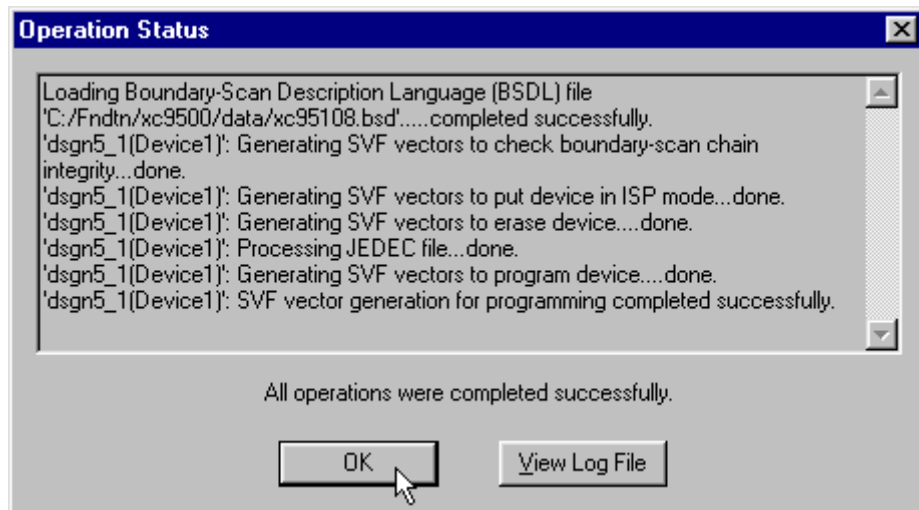 Operation Status
Loading Boundary-Scan Description Language (BSDL) file
'C:/Fndtn/xc9500/data/xc95108.bsd'.....completed successfully.
'dsgn5_1(Device1)': Generating SVF vectors to check boundary-scan chain
integrity...done.
'dsgn5_1(Device1)': Generating SVF vectors to put device in ISP mode...done.
'dsgn5_1(Device1)': Generating SVF vectors to erase device....done.
'dsgn5_1(Device1)': Processing JEDEC file...done.
'dsgn5_1(Device1)': Generating SVF vectors to program device....done.
'dsgn5_1(Device1)': SVF vector generation for programming completed successfully.
All operations were completed successfully.
OK
View Log File